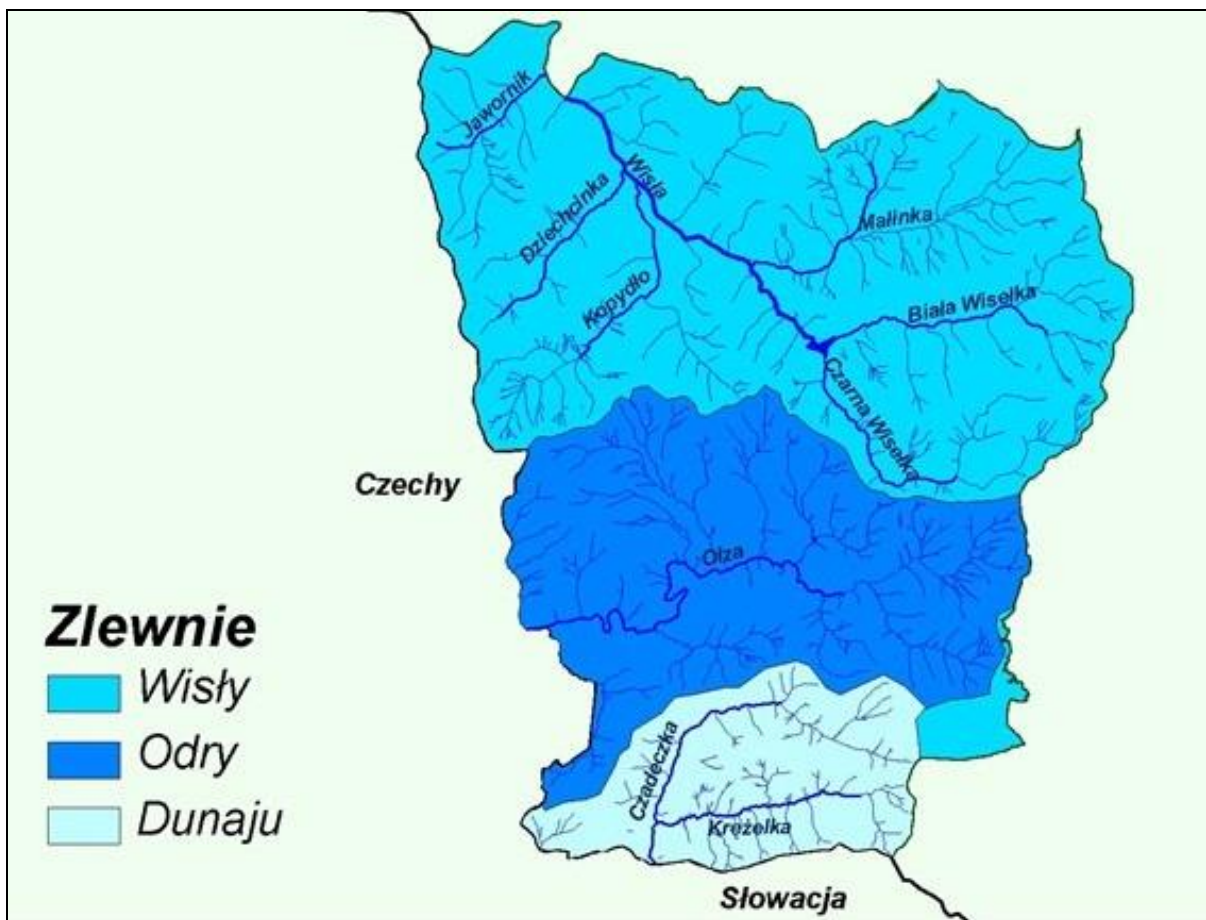 Jawornik
Wisła
Dziechcinka
Malinka
Kopydło
Biała Wisełka
Czarna Wisełka
Czechy
Olza
Zlewnie
Wisły
Odry
Dunaju
Czadeczka
Krężelka
Słowacja